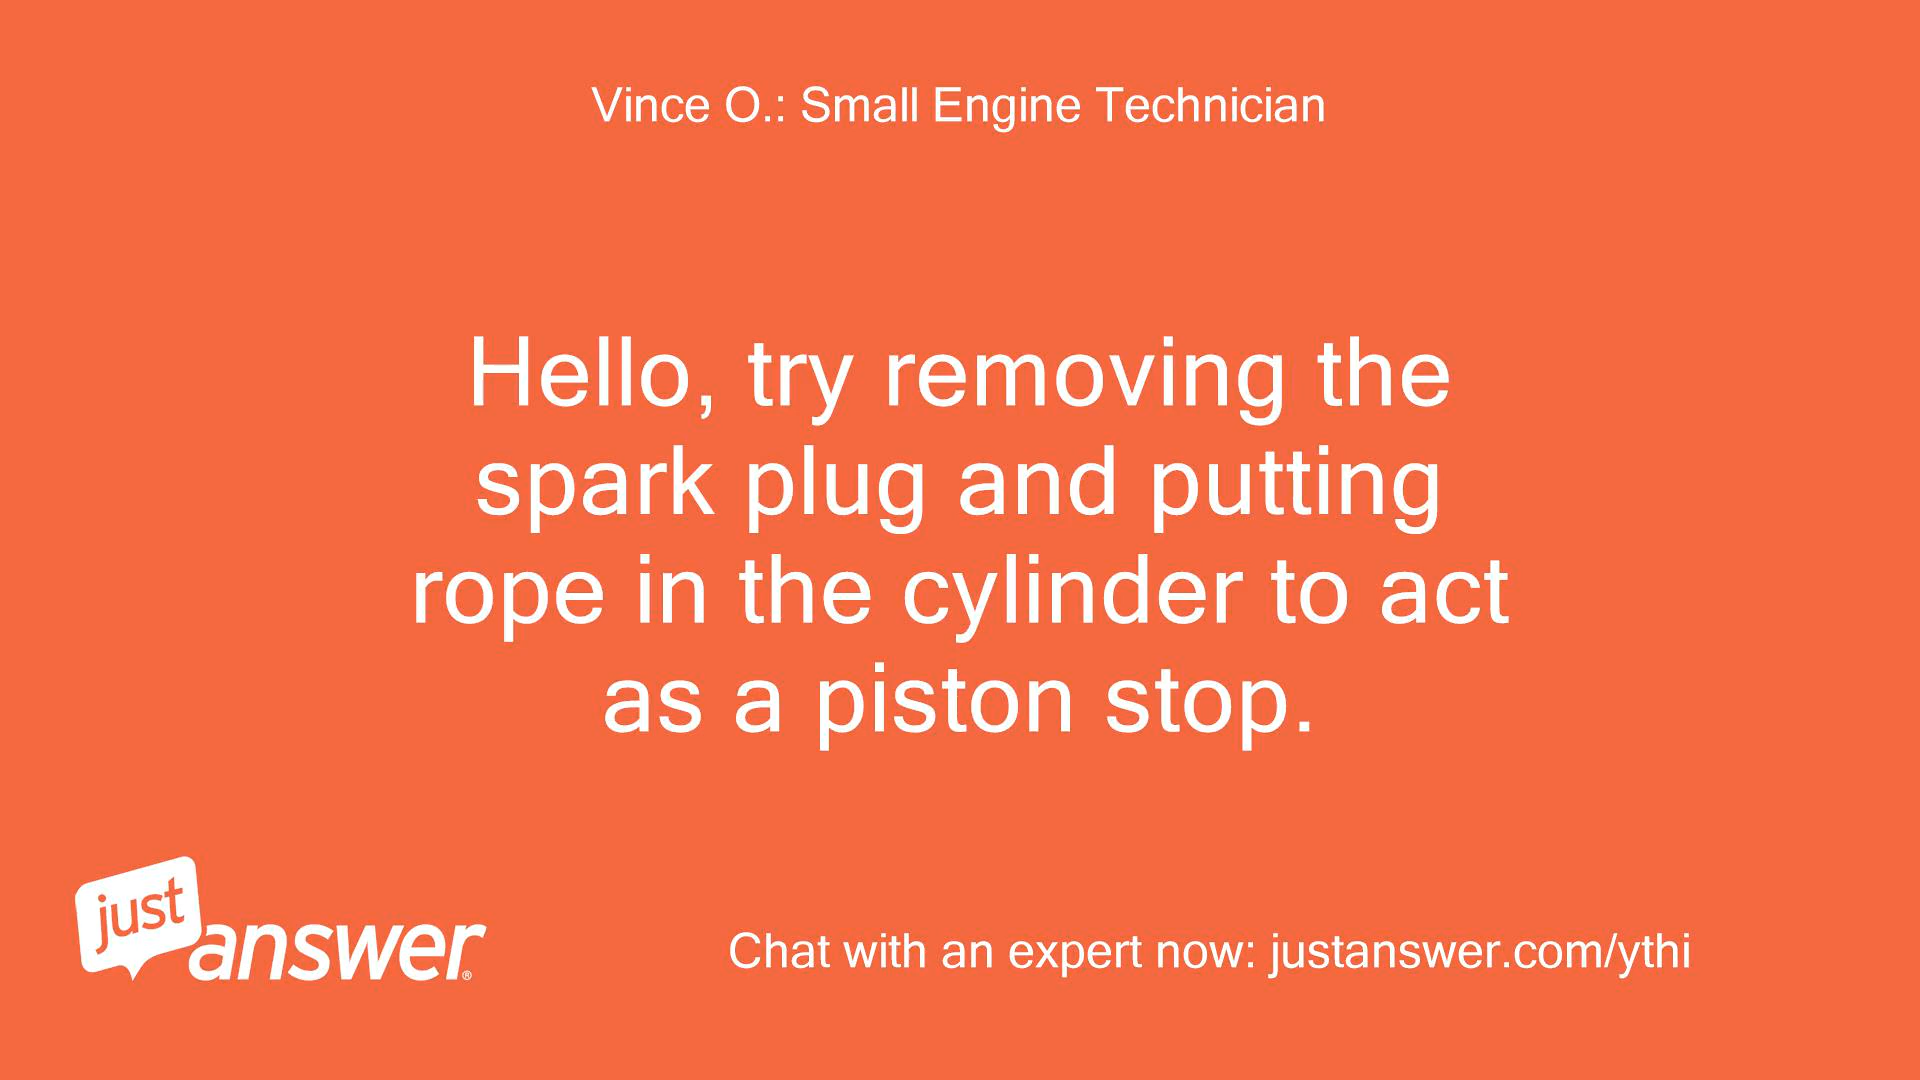 Vince O.: Small Engine Technician
Hello, try removing the
spark plug and putting
rope in the cylinder to act
as a piston stop.
just
answer®
Chat with an expert now: justanswer.com/ythi